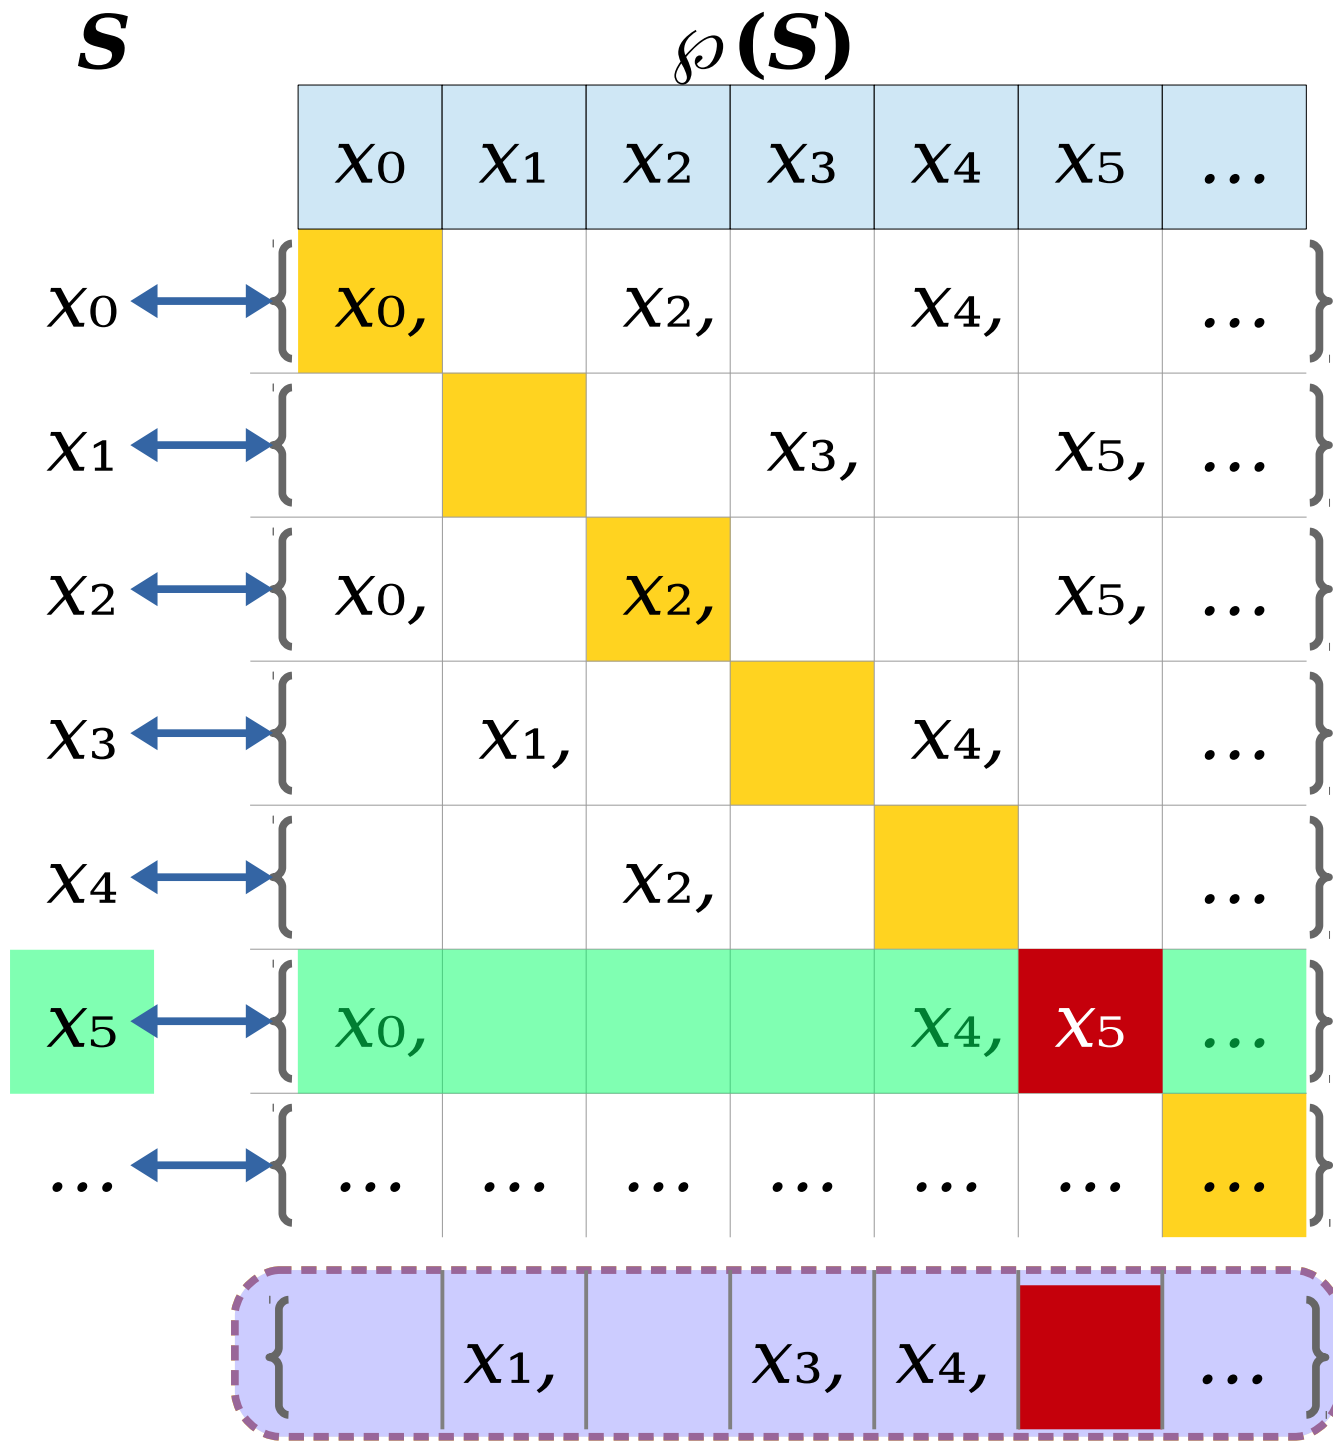 S ℘(S)
x₀ x₁ x₂ x₃ x₄ x₅ ...
x₀ { x₀, x₂, x₄, ... }
x₁ { x₃, x₅, ... }
x₂ { x₀, x₂, x₅, ... }
x₃ { x₁, x₄, ... }
x₄ { x₂, ... }
x₅ { x₀, x₄, x₅ ... }
... { ... ... ... ... ... ... ... }
{ x₁, x₃, x₄, ... }